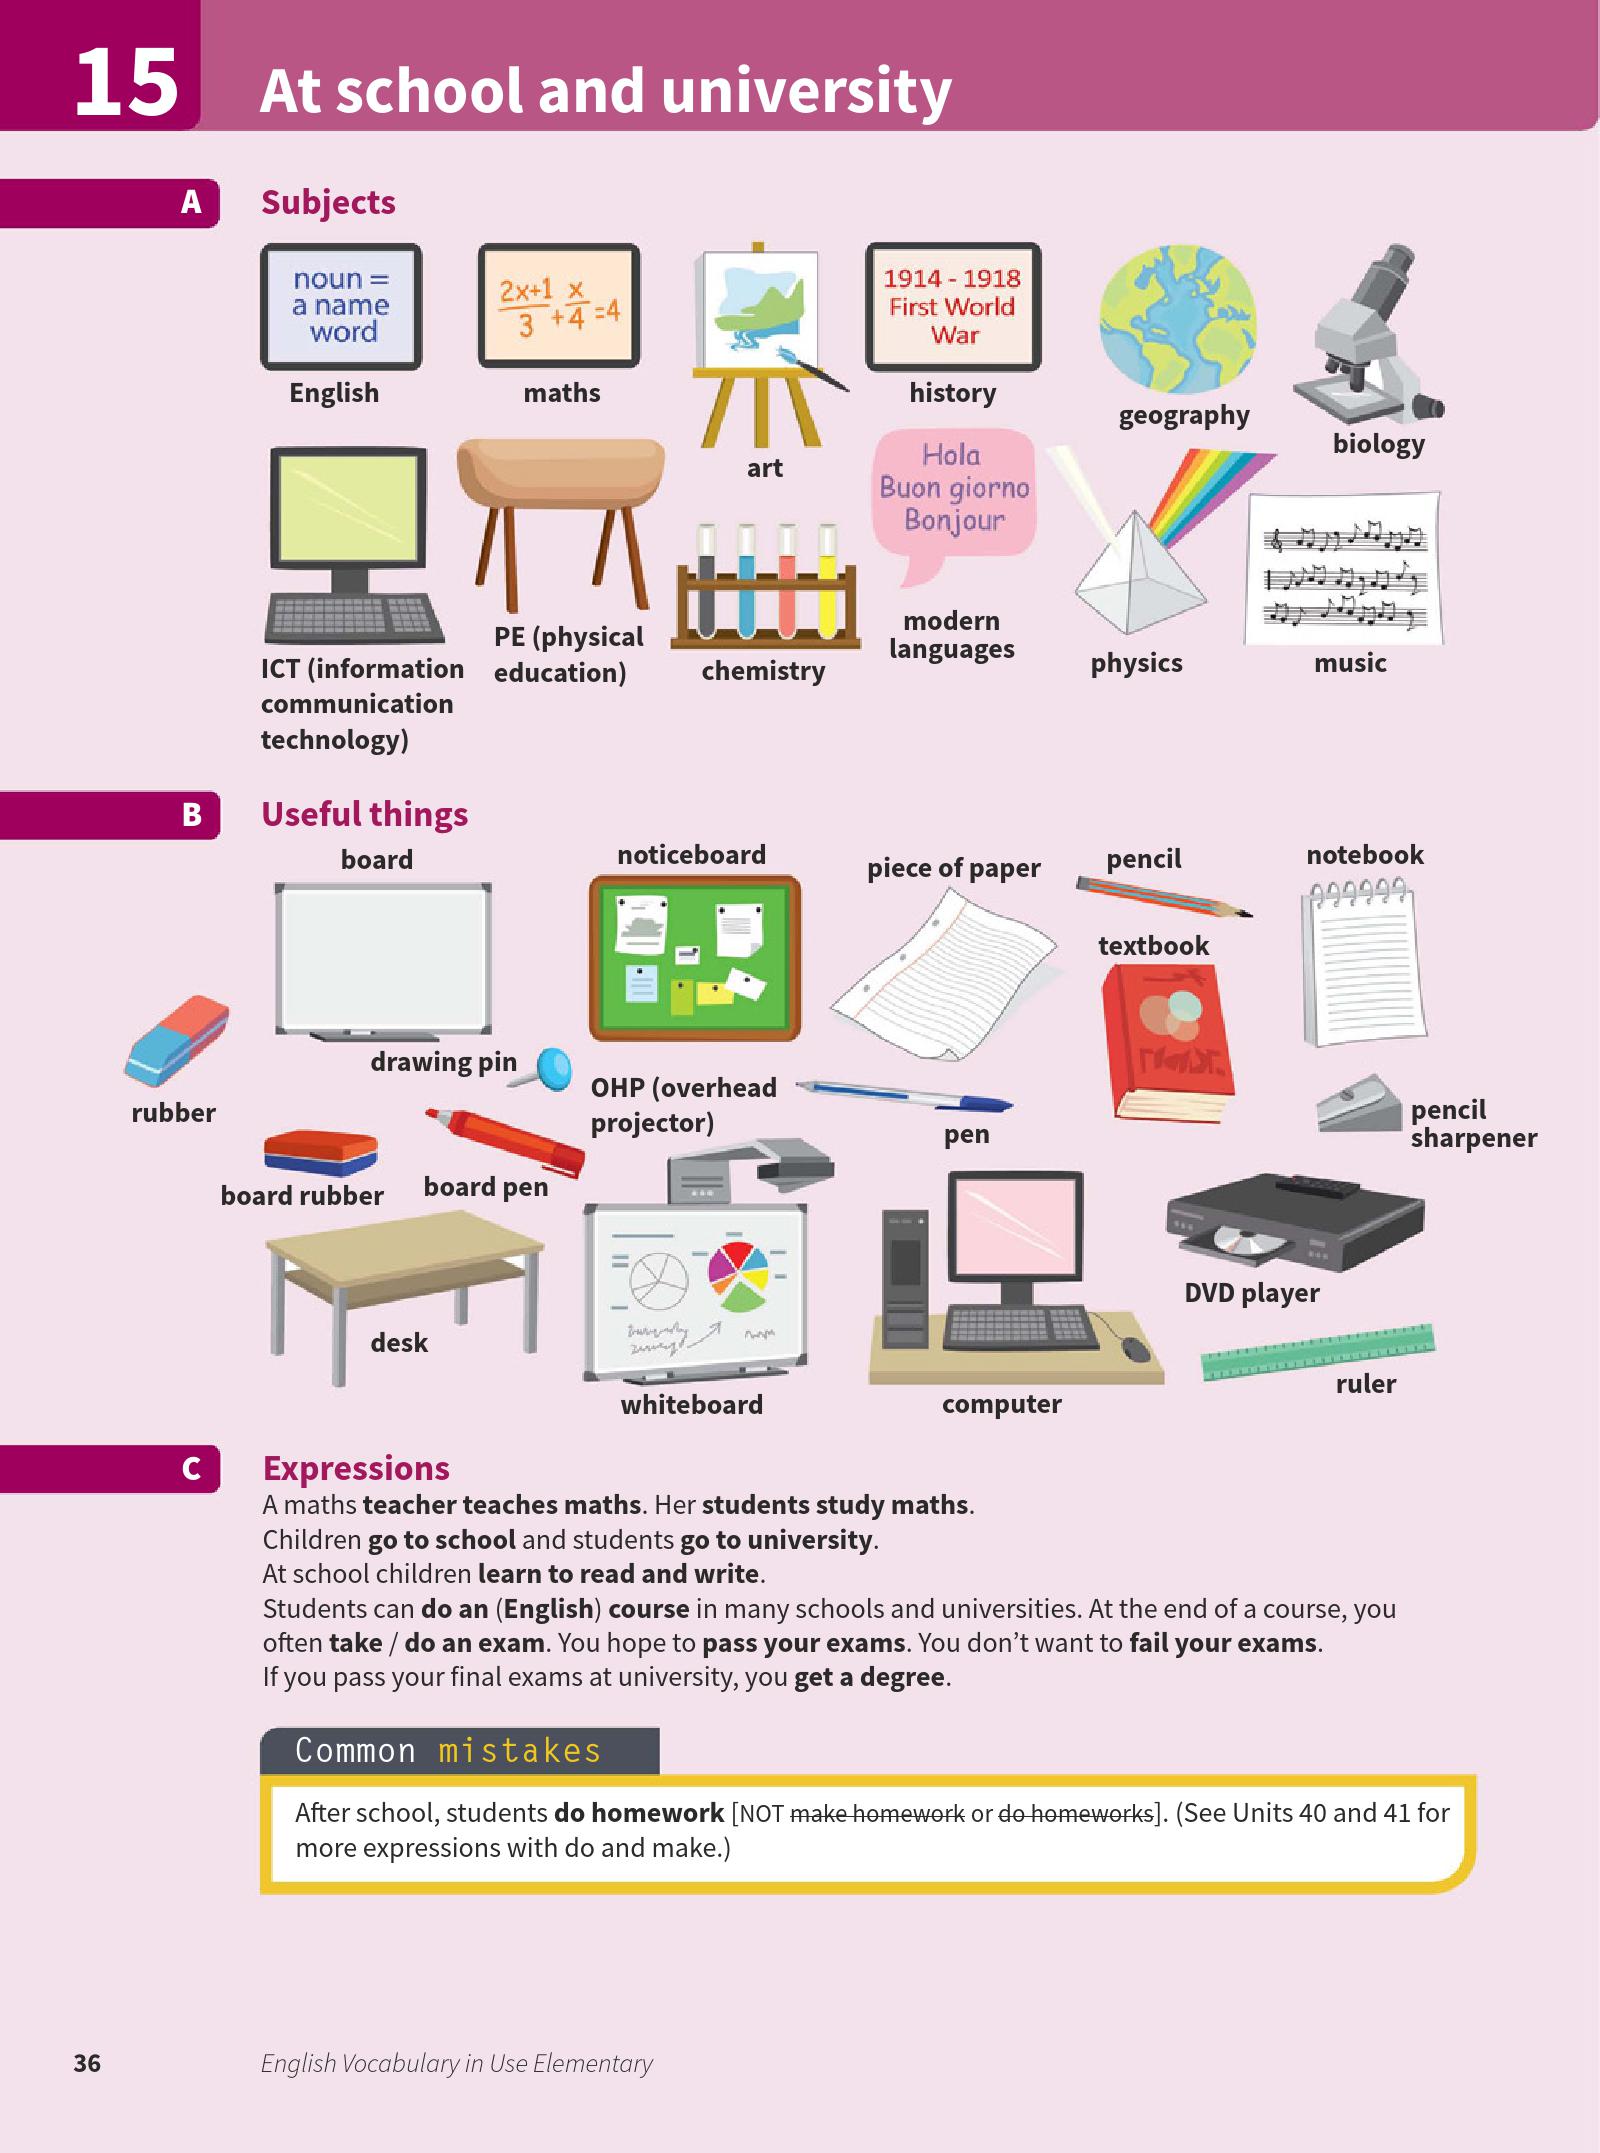 15
At school and university
A
Subjects
noun =
a name
word
English
2x+1 x
3 +4 =4
maths
art
1914 - 1918
First World
War
history
geography
biology
ICT (information
communication
technology)
PE (physical
education)
chemistry
Hola
Buon giorno
Bonjour
modern
languages
physics
music
B
Useful things
board
noticeboard
piece of paper
pencil
notebook
textbook
rubber
drawing pin
OHP (overhead
projector)
pen
pencil
sharpener
board rubber
board pen
desk
whiteboard
computer
DVD player
ruler
C
Expressions
A maths teacher teaches maths. Her students study maths.
Children go to school and students go to university.
At school children learn to read and write.
Students can do an (English) course in many schools and universities. At the end of a course, you
often take / do an exam. You hope to pass your exams. You don't want to fail your exams.
If you pass your final exams at university, you get a degree.
Common mistakes
After school, students do homework [NOT make homework or do homeworks]. (See Units 40 and 41 for
more expressions with do and make.)
36
English Vocabulary in Use Elementary